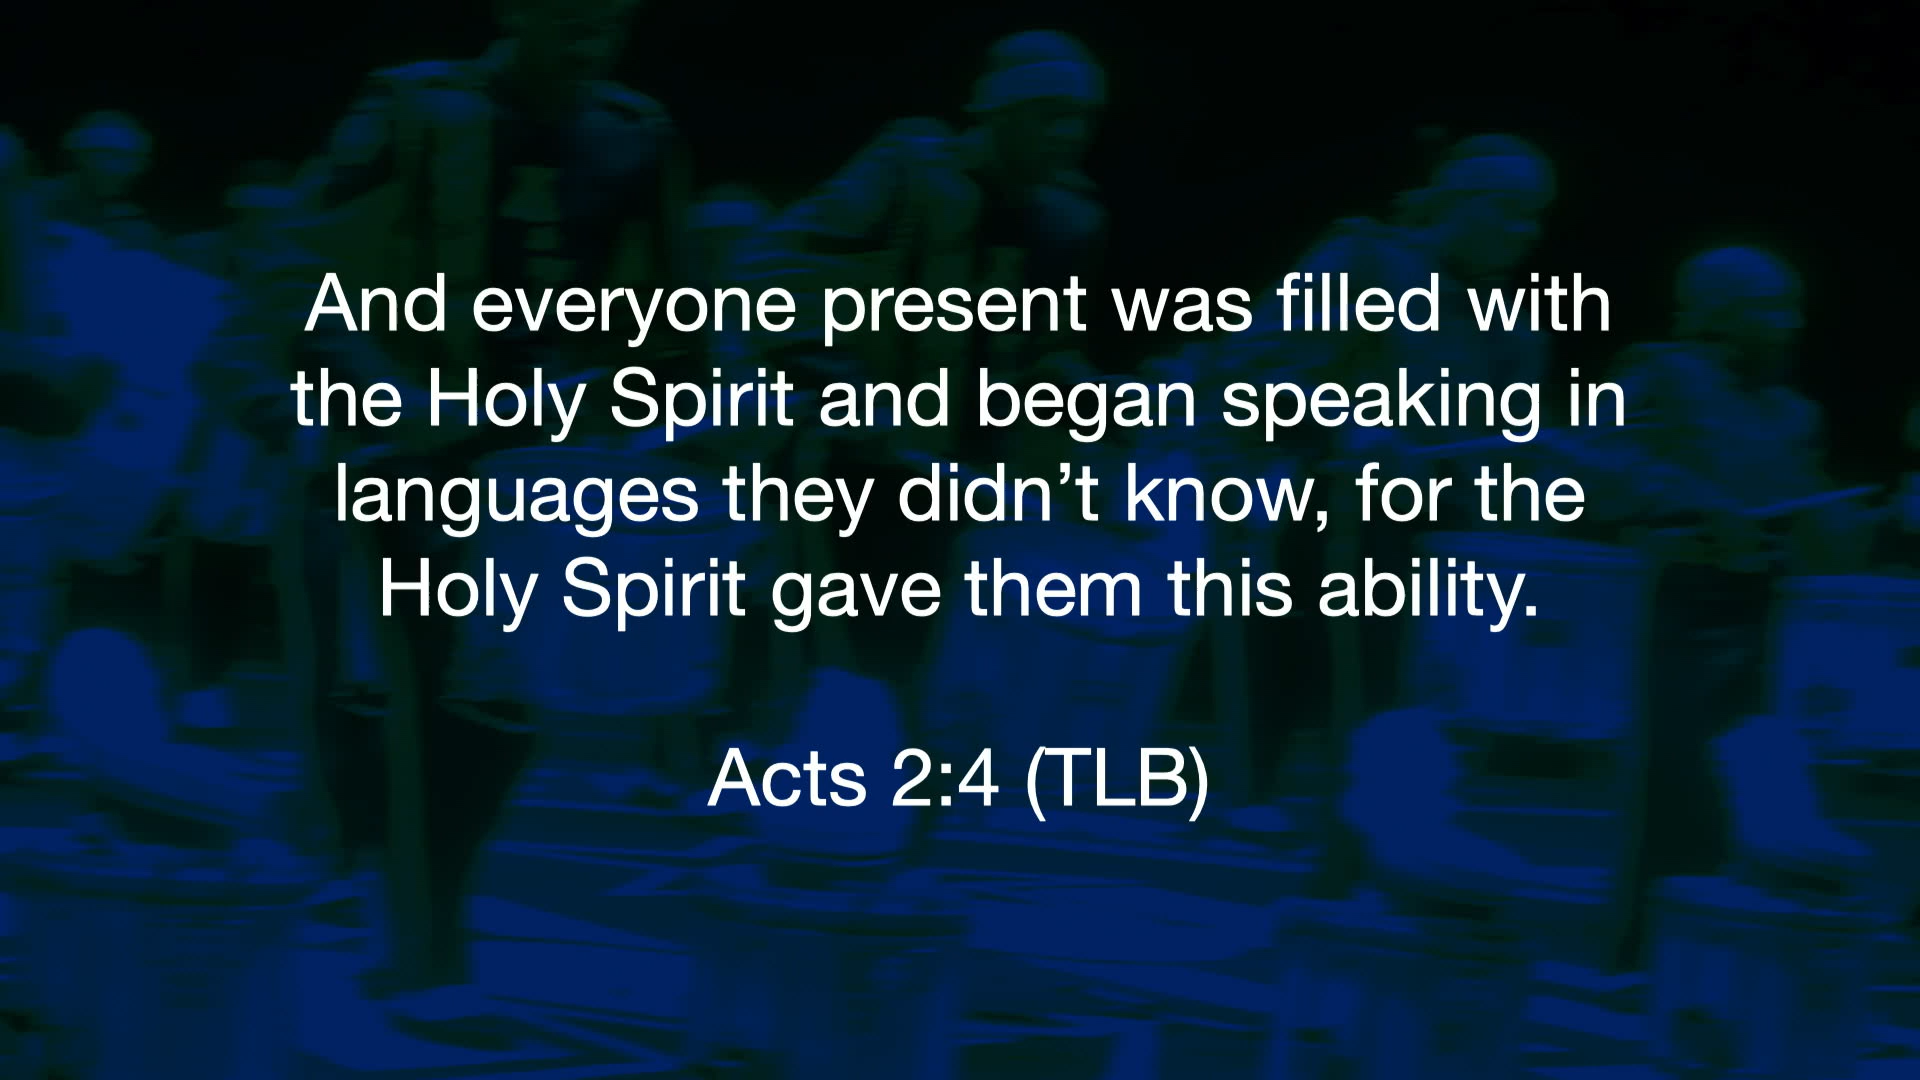 And everyone present was filled with
the Holy Spirit and began speaking in
languages they didn’t know, for the
Holy Spirit gave them this ability.
Acts 2:4 (TLB)